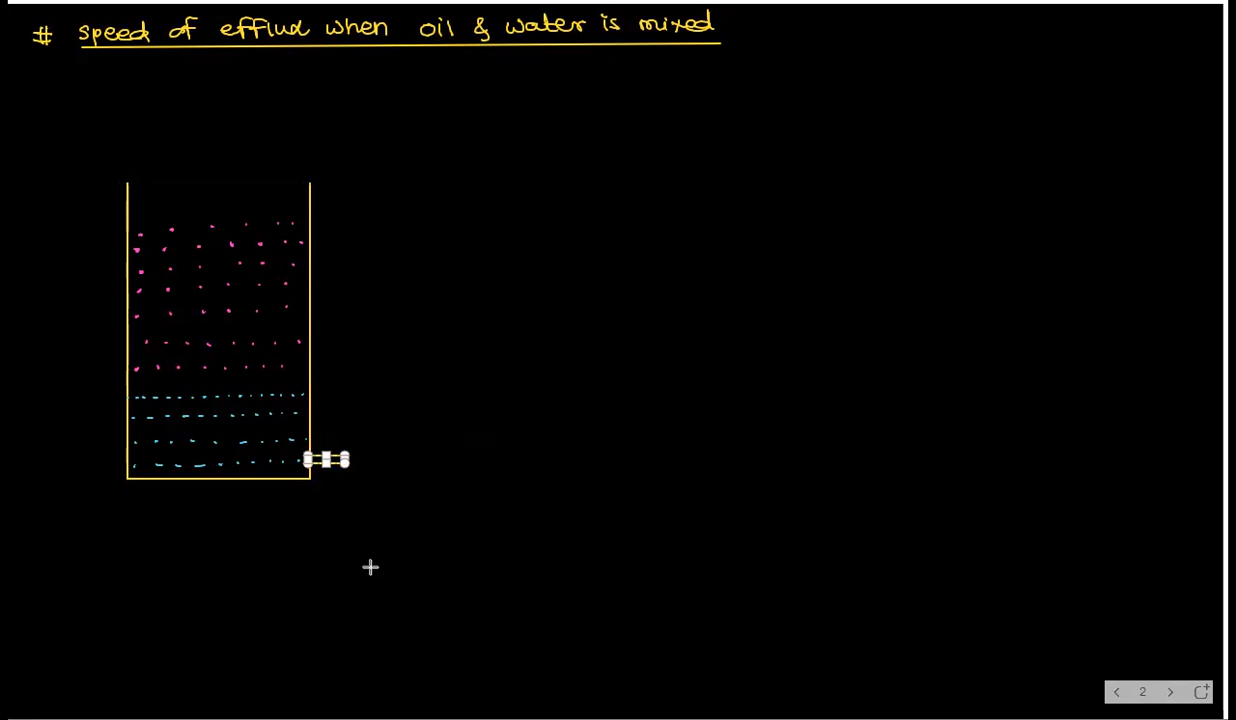 # speed of efflux when oil & water is mixed
2